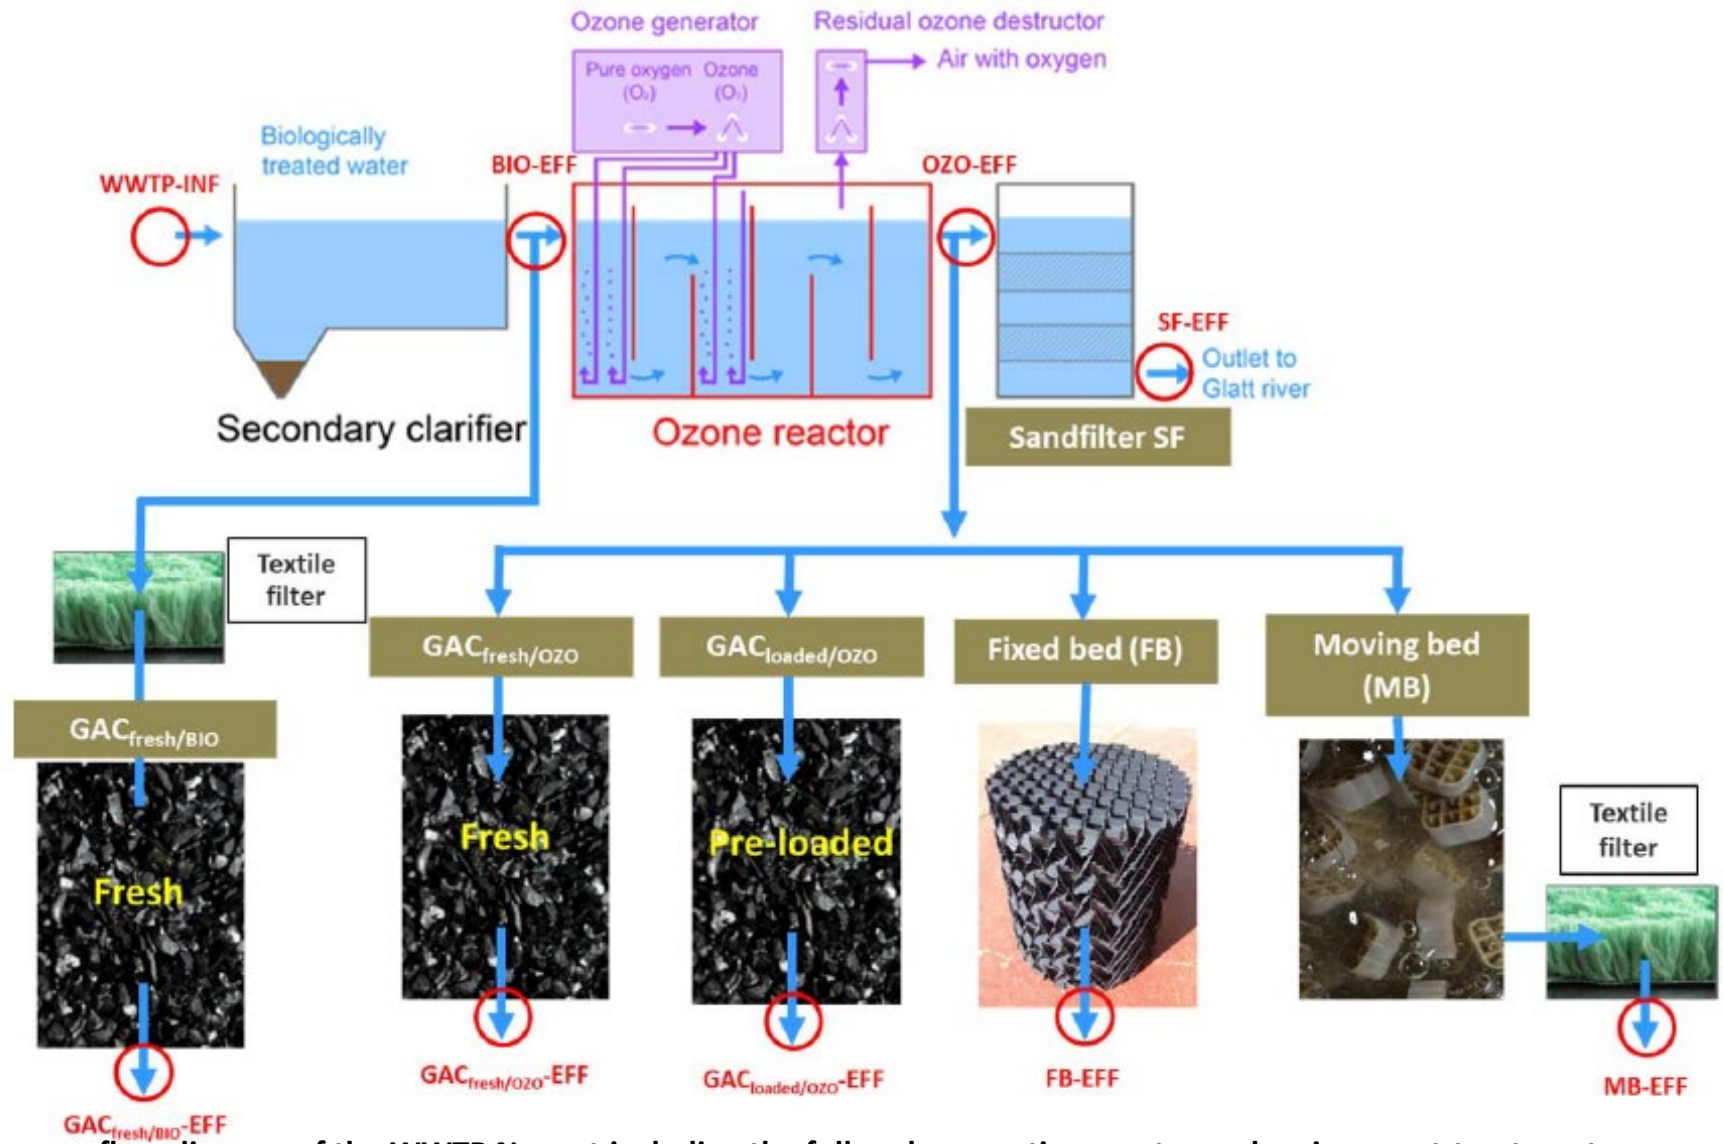 Ozone generator
Residual ozone destructor
Pure oxygen Ozone
(O₂) (O₃)
Air with oxygen
Biologically
treated water
WWTP-INF
BIO-EFF
OZO-EFF
SF-EFF
Outlet to
Glatt river
Secondary clarifier
Ozone reactor
Sandfilter SF
Textile
filter
GACfresh/BIO
GACfresh/OZO
GACloaded/OZO
Fixed bed (FB)
Moving bed
(MB)
Fresh
Fresh
Pre-loaded
Textile
filter
GACfresh/BIO-EFF
GACfresh/OZO-EFF
GACloaded/OZO-EFF
FB-EFF
MB-EFF